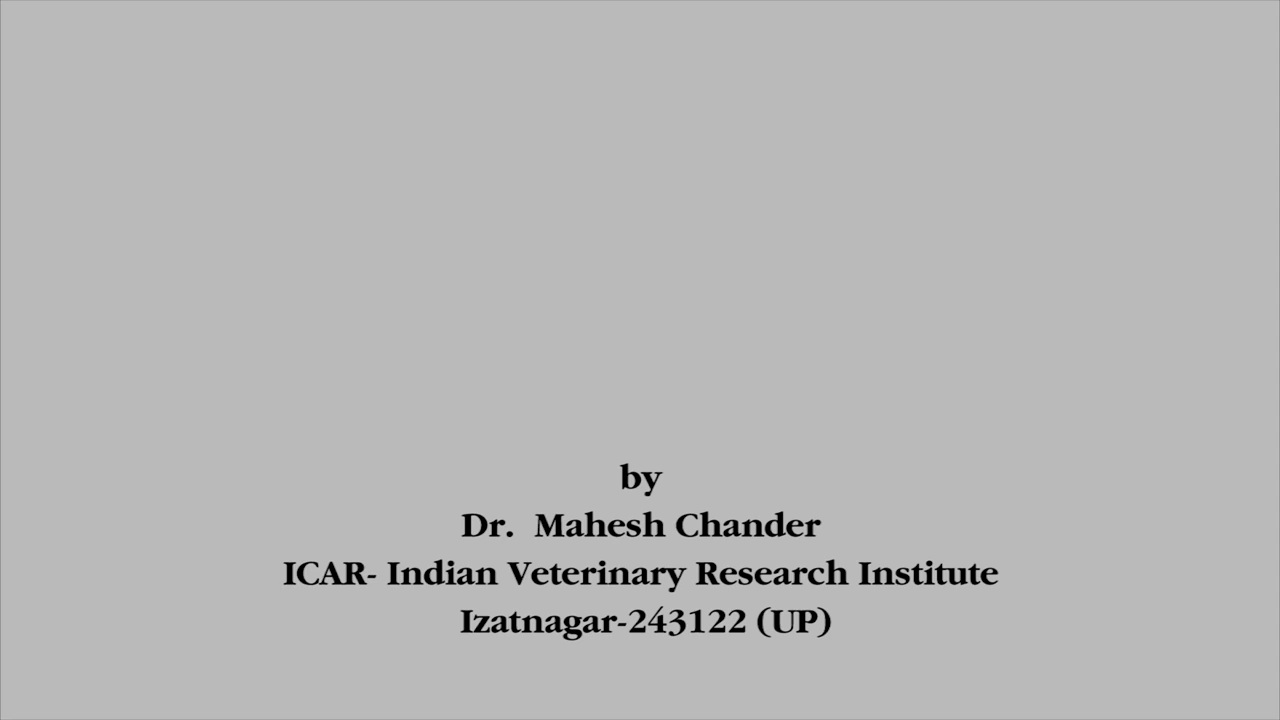 by
Dr.  Mahesh Chander
ICAR- Indian Veterinary Research Institute
Izatnagar-243122 (UP)